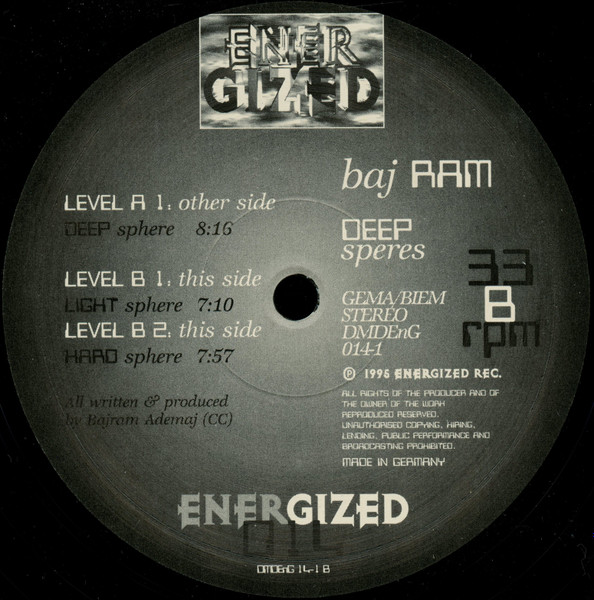 ENER
GIZED
baj RAM
LEVEL A 1: other side
DEEP sphere 8:16
DEEP
speres
LEVEL B 1: this side
LIGHT sphere 7:10
LEVEL B 2: this side
HARD sphere 7:57
33
B
rpm
GEMA/BIEM
STEREO
DMDEnG
014-1
℗ 1996 ENERGIZED REC.
ALL RIGHTS OF THE PRODUCER AND OF
THE OWNER OF THE WORK
REPRODUCED RESERVED.
UNAUTHORISED COPYING, HIRING,
LENDING, PUBLIC PERFORMANCE AND
BROADCASTING PROHIBITED.
MADE IN GERMANY
All written & produced
by Bajram Ademaj (CC)
ENERGIZED
014
DMDEnG 14-1 B